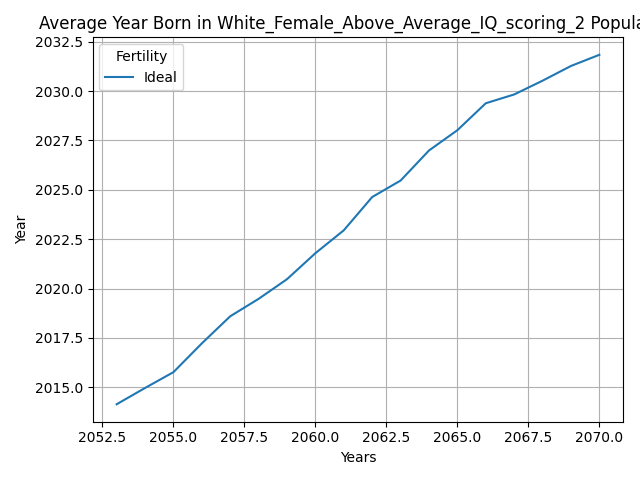 Average Year Born in White_Female_Above_Average_IQ_scoring_2 Popula
Fertility
Ideal
2032.5
2030.0
2027.5
2025.0
2022.5
2020.0
2017.5
2015.0
Year
2052.5 2055.0 2057.5 2060.0 2062.5 2065.0 2067.5 2070.0
Years